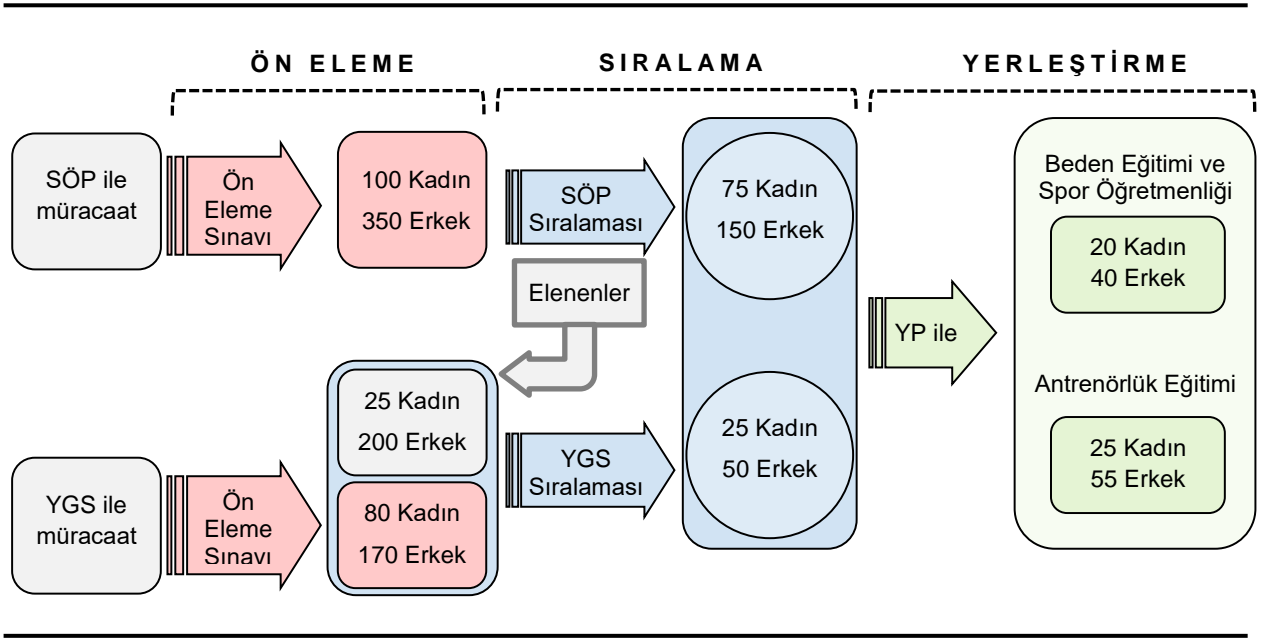 ÖN ELEME
SIRALAMA
YERLEŞTİRME
SÖP ile
müracaat
Ön
Eleme
Sınavı
100 Kadın
350 Erkek
SÖP
Sıralaması
75 Kadın
150 Erkek
Elenenler
YP ile
Beden Eğitimi ve
Spor Öğretmenliği
20 Kadın
40 Erkek
Antrenörlük Eğitimi
25 Kadın
55 Erkek
25 Kadın
200 Erkek
YGS ile
müracaat
Ön
Eleme
Sınavı
80 Kadın
170 Erkek
YGS
Sıralaması
25 Kadın
50 Erkek